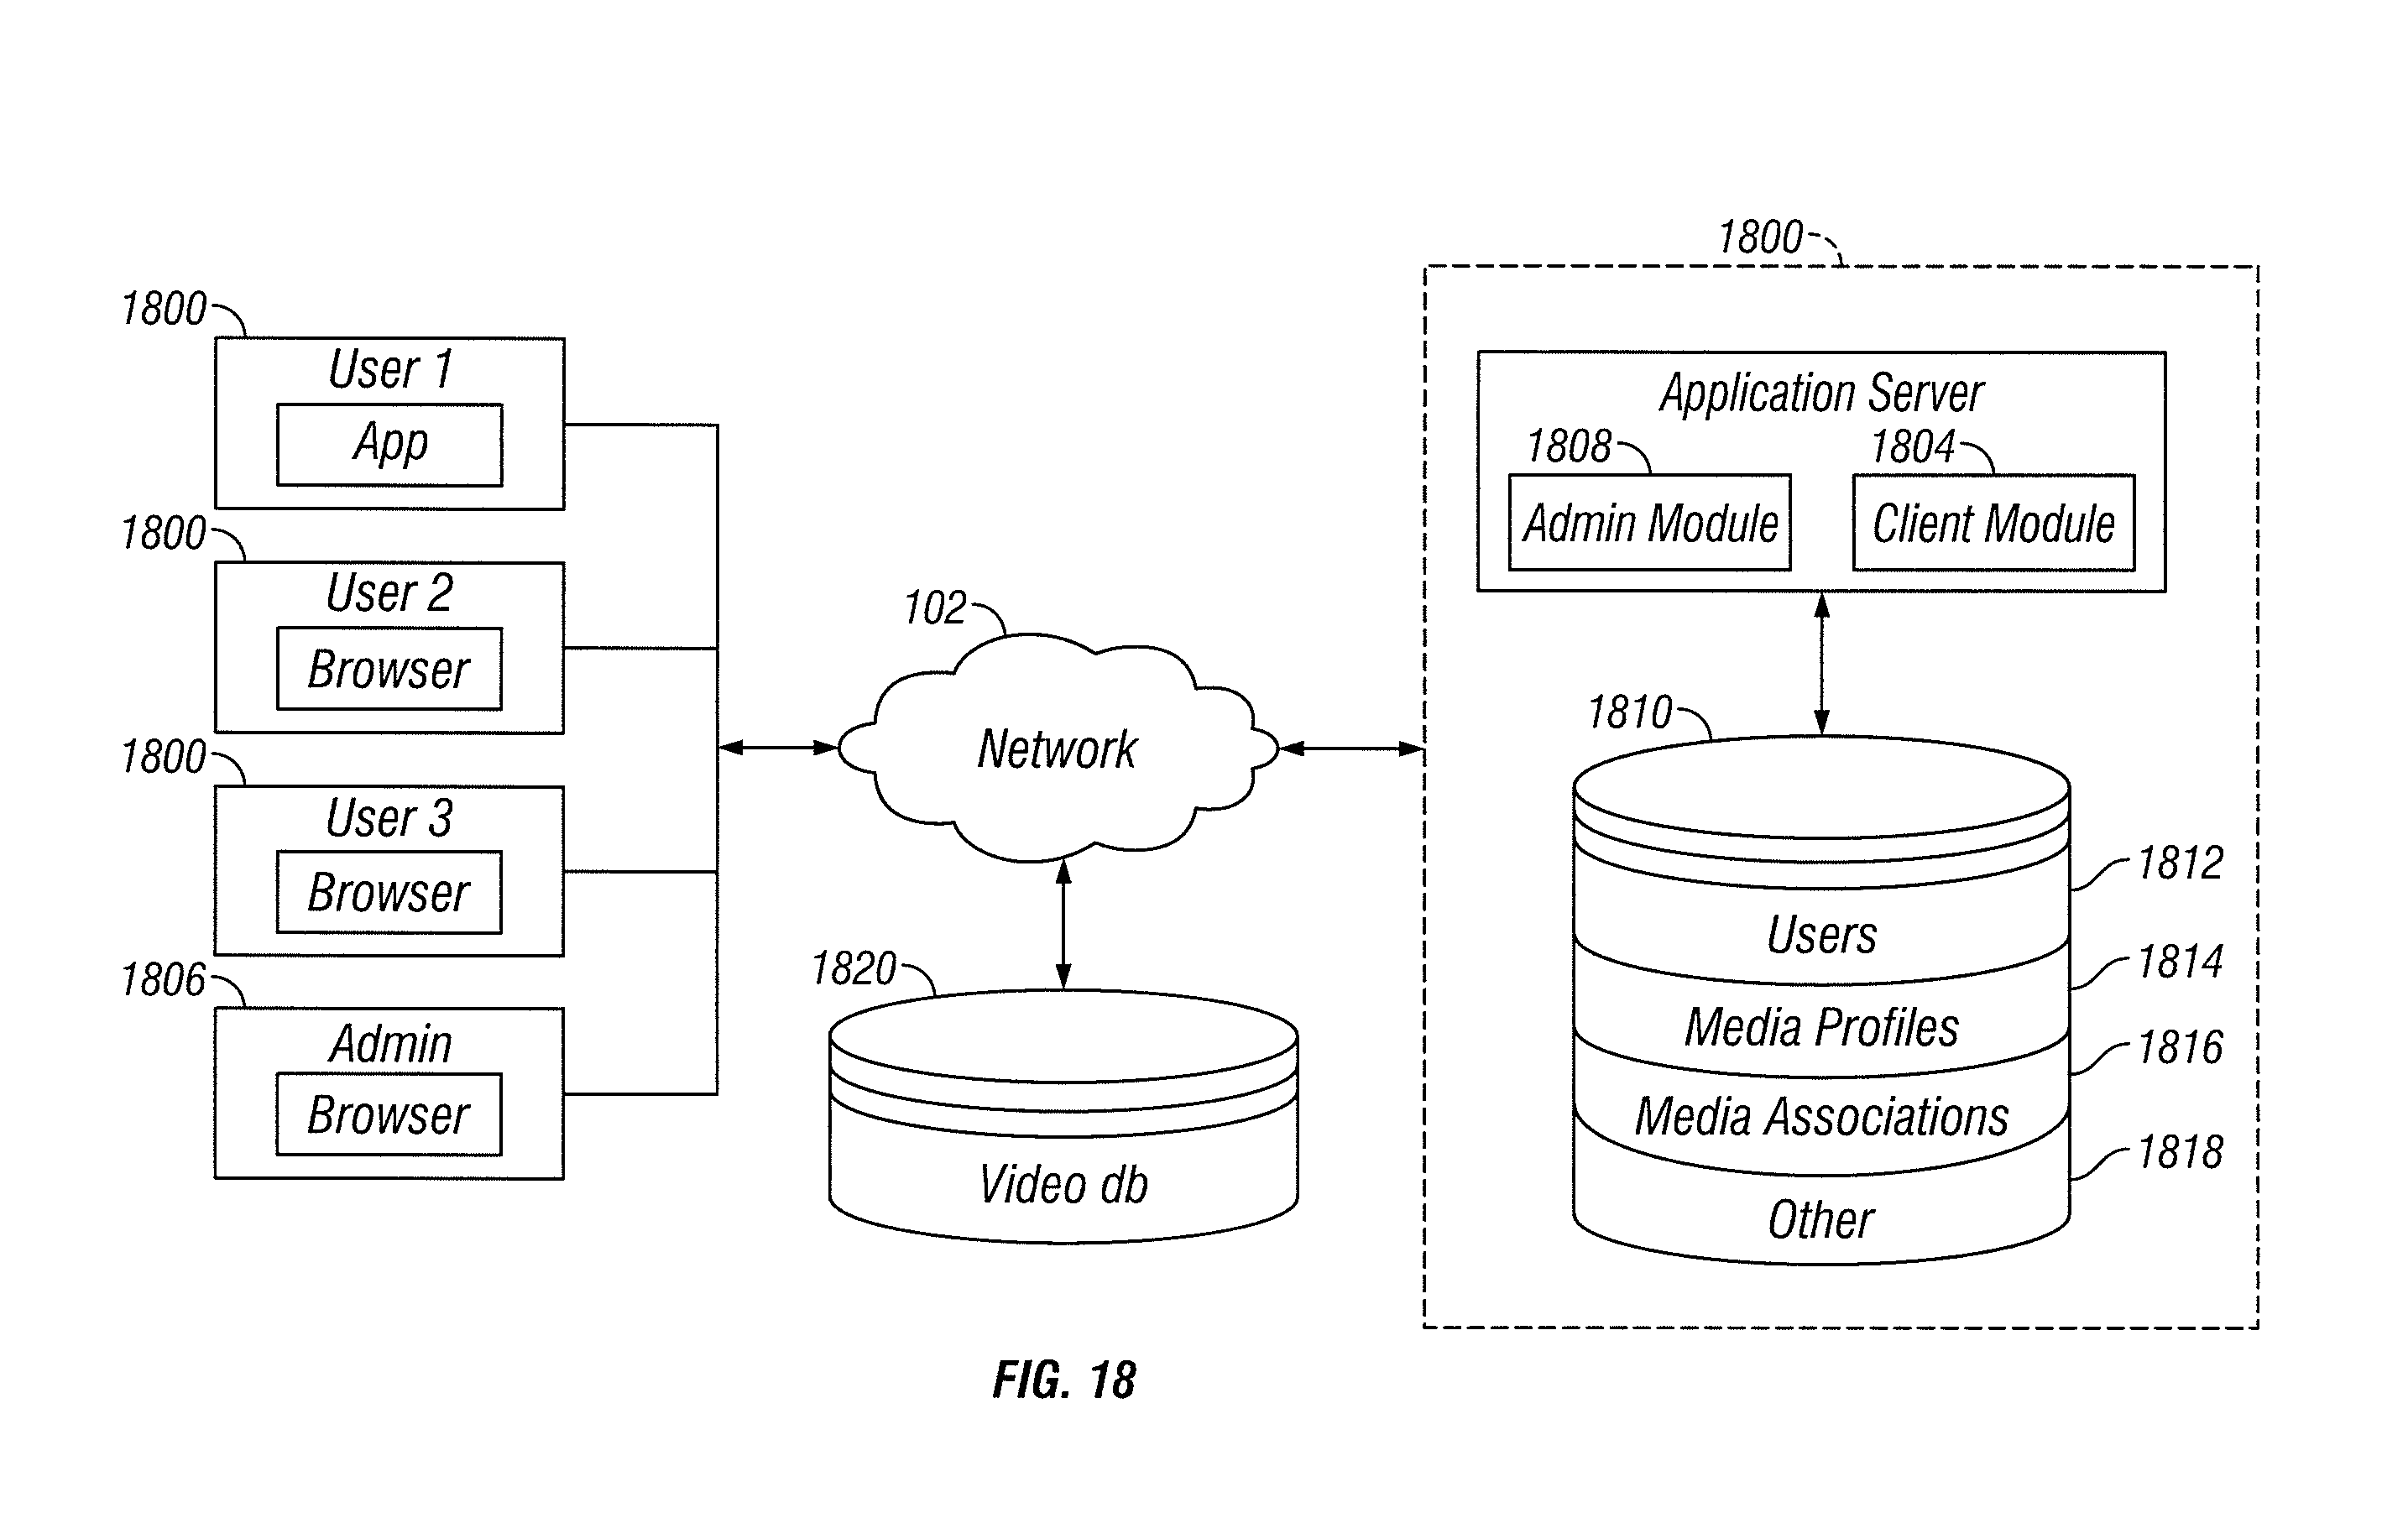 1800
User 1
App
1800
User 2
Browser
1800
User 3
Browser
1806
Admin
Browser
102
Network
1820
Video db
1800
Application Server
1808
Admin Module
1804
Client Module
1810
1812
Users
1814
Media Profiles
1816
Media Associations
1818
Other
FIG. 18